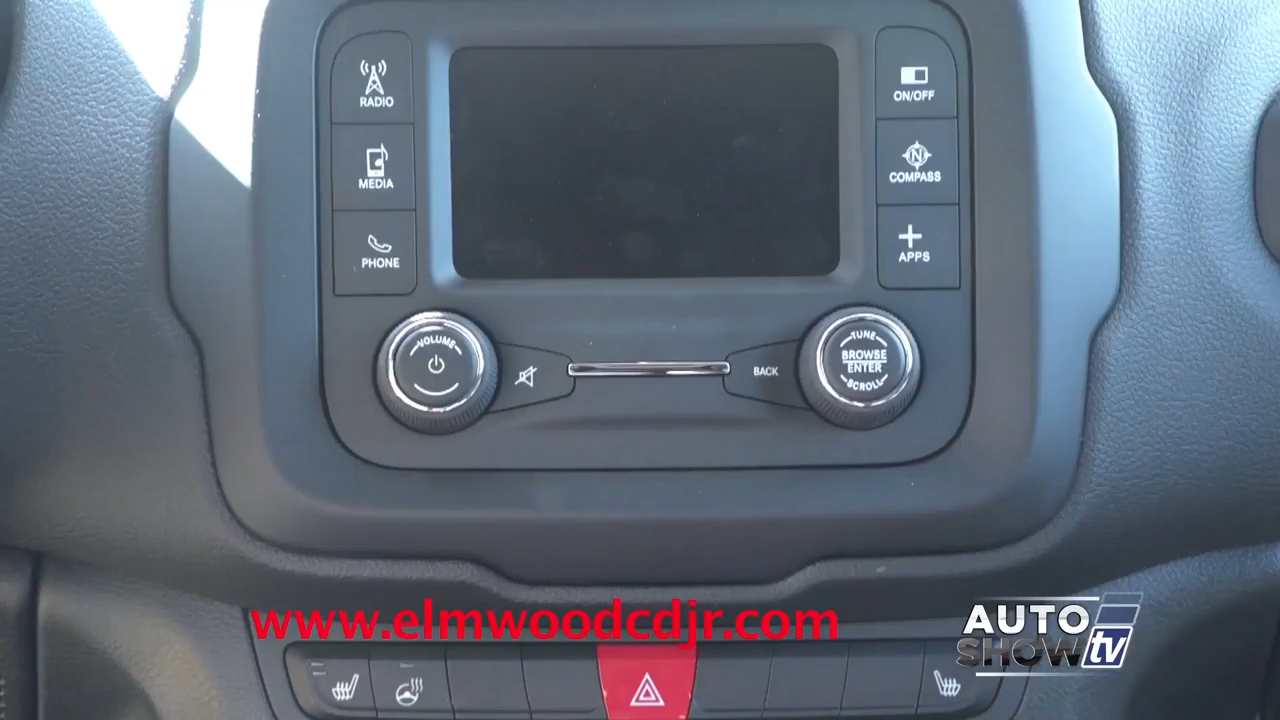 RADIO
MEDIA
PHONE
ON/OFF
N
COMPASS
APPS
VOLUME
BACK
TUNE
BROWSE
ENTER
SCROLL
www.elmwoodcdjr.com
AUTO
SHOW tv